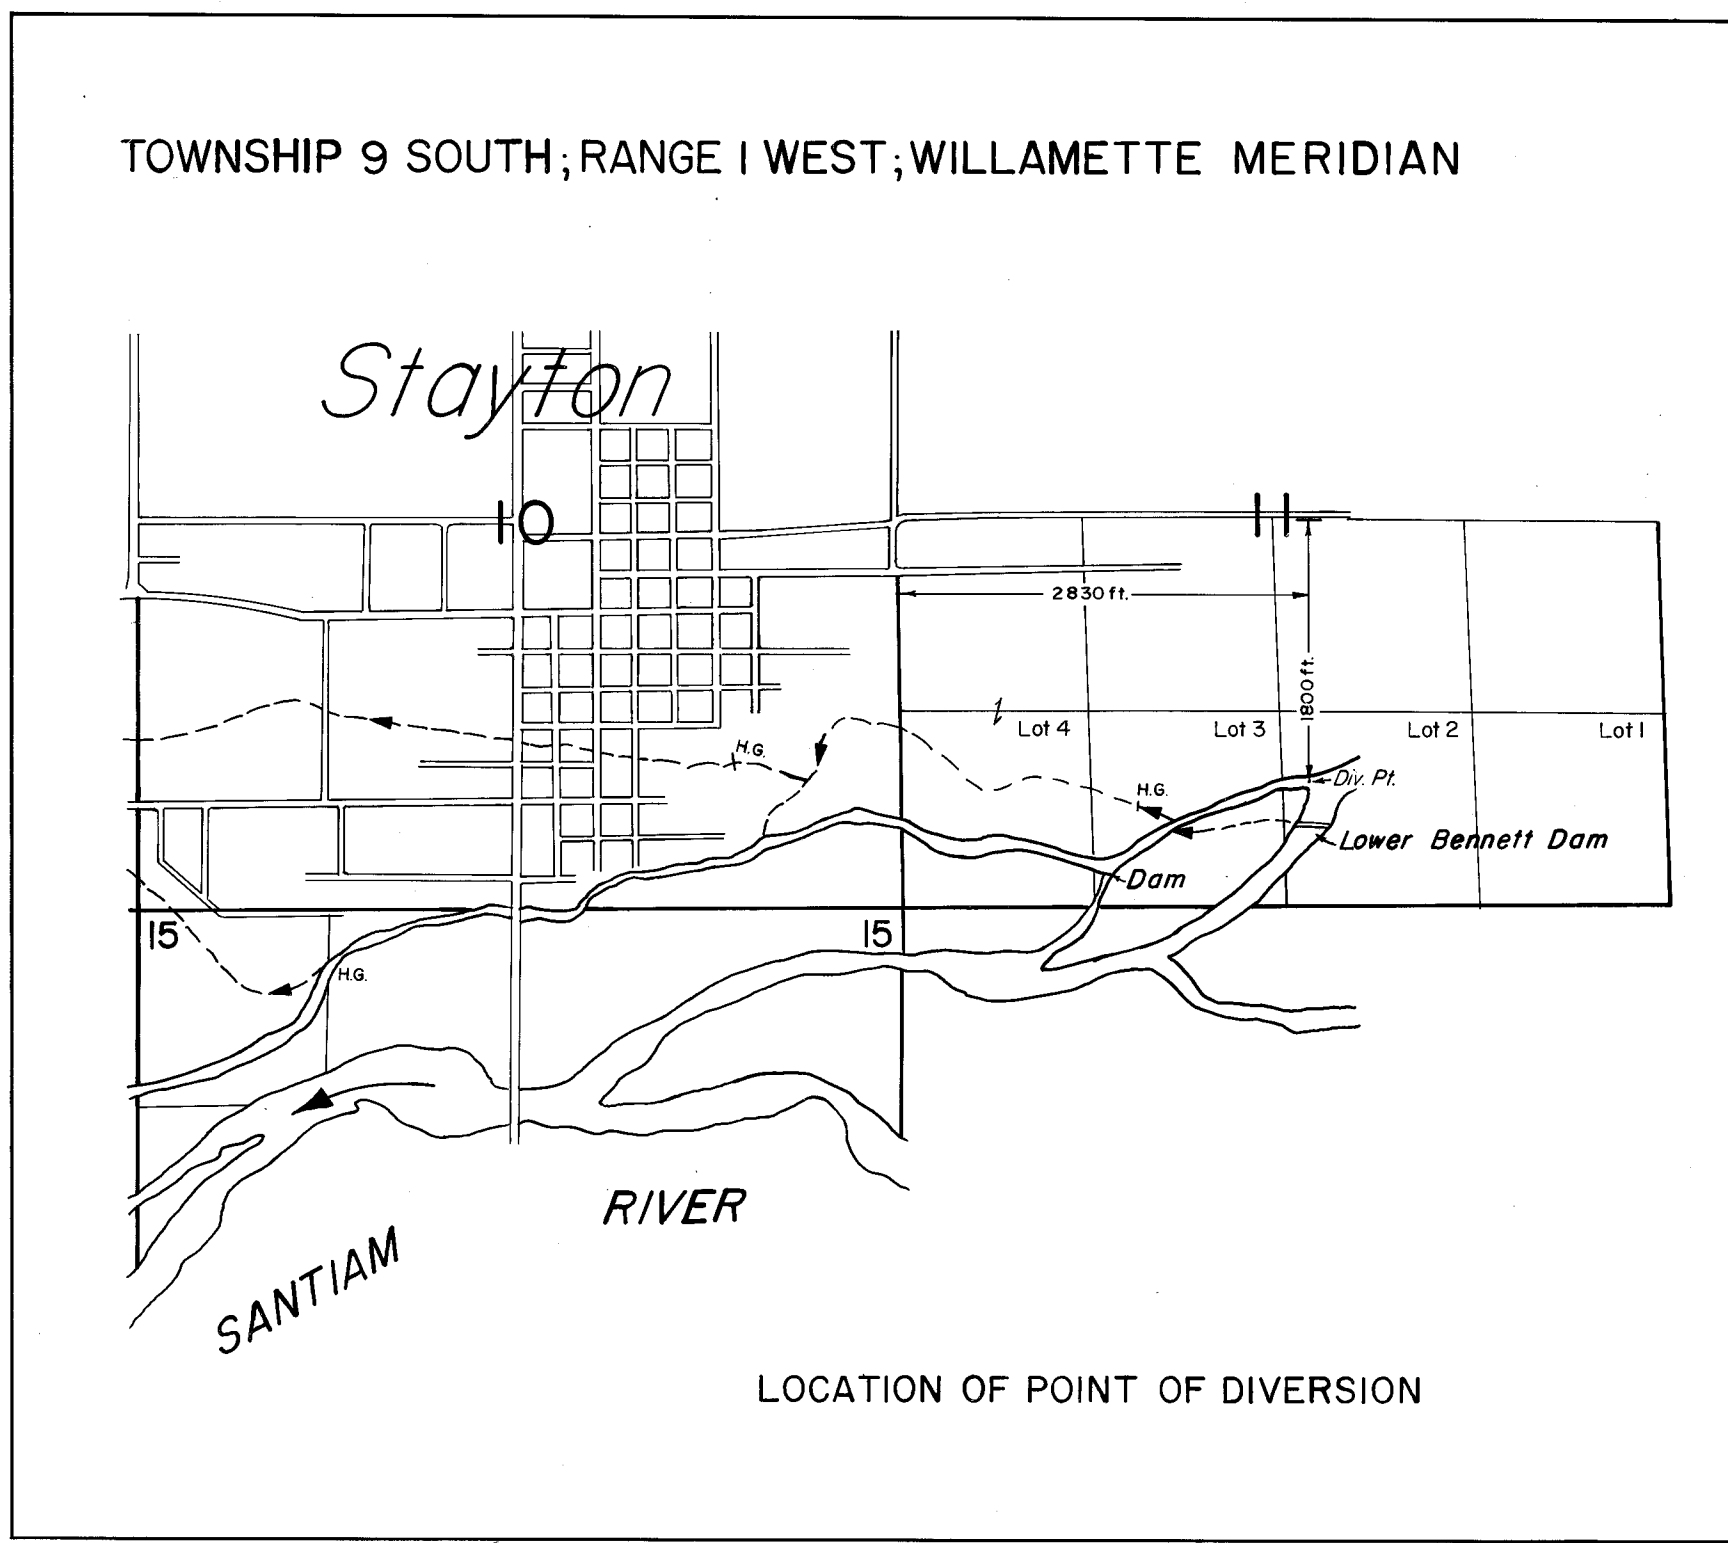 TOWNSHIP 9 SOUTH; RANGE 1 WEST; WILLAMETTE MERIDIAN
Stayton
10
11
2830 ft.
1800 ft.
Lot 4
Lot 3
Lot 2
Lot 1
H.G.
H.G.
Div. Pt.
Lower Bennett Dam
Dam
15
15
H.G.
RIVER
SANTIAM
LOCATION OF POINT OF DIVERSION